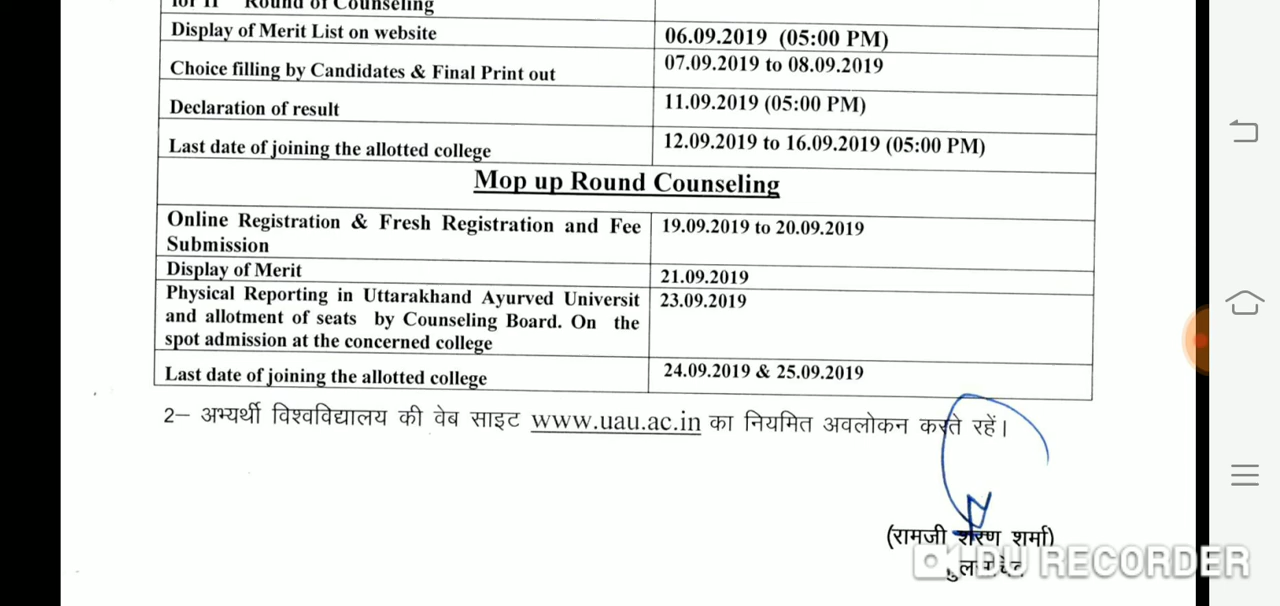 for II Round of Counseling
Display of Merit List on website 06.09.2019 (05:00 PM)
Choice filling by Candidates & Final Print out 07.09.2019 to 08.09.2019
Declaration of result 11.09.2019 (05:00 PM)
Last date of joining the allotted college 12.09.2019 to 16.09.2019 (05:00 PM)
Mop up Round Counseling
Online Registration & Fresh Registration and Fee 19.09.2019 to 20.09.2019
Submission
Display of Merit 21.09.2019
Physical Reporting in Uttarakhand Ayurved Universit 23.09.2019
and allotment of seats by Counseling Board. On the
spot admission at the concerned college
Last date of joining the allotted college 24.09.2019 & 25.09.2019
2– अभ्यर्थी विश्वविद्यालय की वेब साइट www.uau.ac.in का नियमित अवलोकन करते रहें।
(रामजी शरण शर्मा)
DU RECORDER